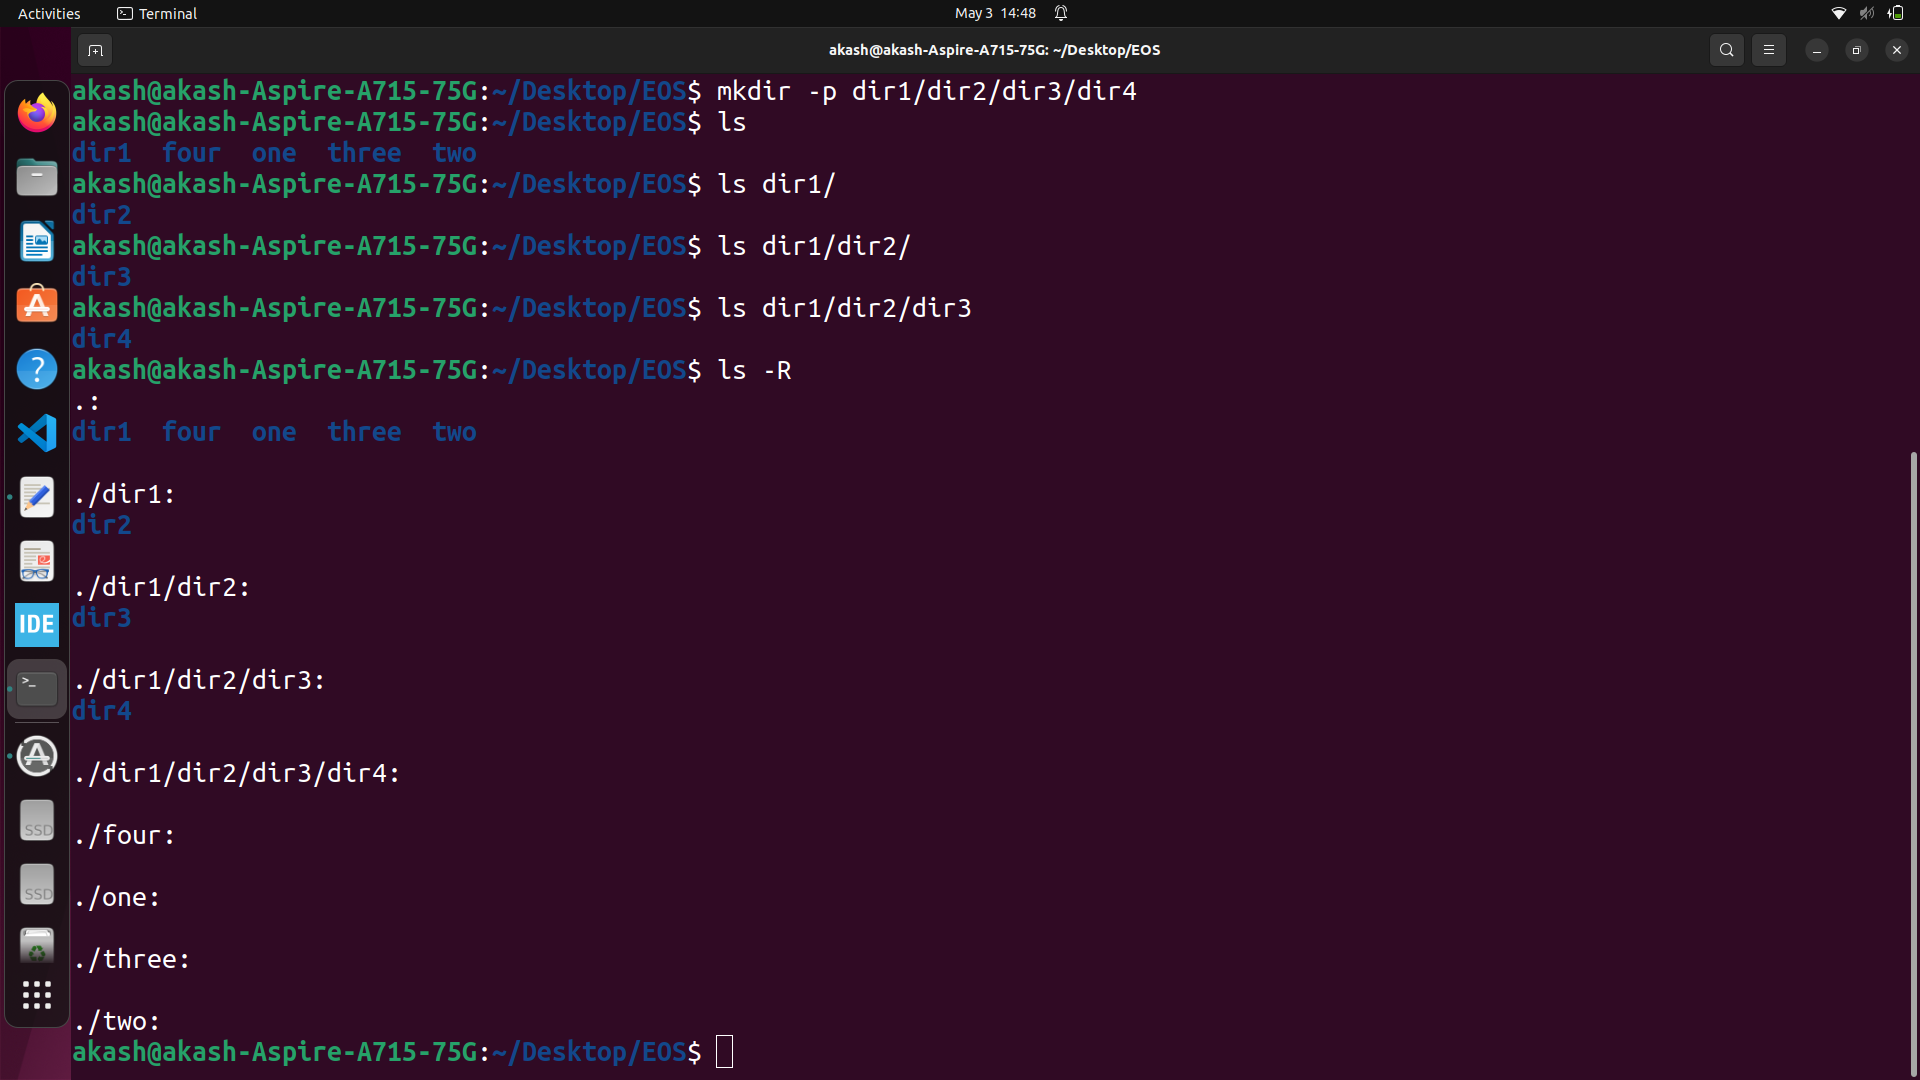 Activities
Terminal
May 3 14:48
akash@akash-Aspire-A715-75G: ~/Desktop/EOS
akash@akash-Aspire-A715-75G:~/Desktop/EOS$ mkdir -p dir1/dir2/dir3/dir4
akash@akash-Aspire-A715-75G:~/Desktop/EOS$ ls
dir1 four one three two
akash@akash-Aspire-A715-75G:~/Desktop/EOS$ ls dir1/
dir2
akash@akash-Aspire-A715-75G:~/Desktop/EOS$ ls dir1/dir2/
dir3
akash@akash-Aspire-A715-75G:~/Desktop/EOS$ ls dir1/dir2/dir3
dir4
akash@akash-Aspire-A715-75G:~/Desktop/EOS$ ls -R
.:
dir1 four one three two
./dir1:
dir2
./dir1/dir2:
dir3
./dir1/dir2/dir3:
dir4
./dir1/dir2/dir3/dir4:
./four:
./one:
./three:
./two:
akash@akash-Aspire-A715-75G:~/Desktop/EOS$
IDE
SSD
SSD